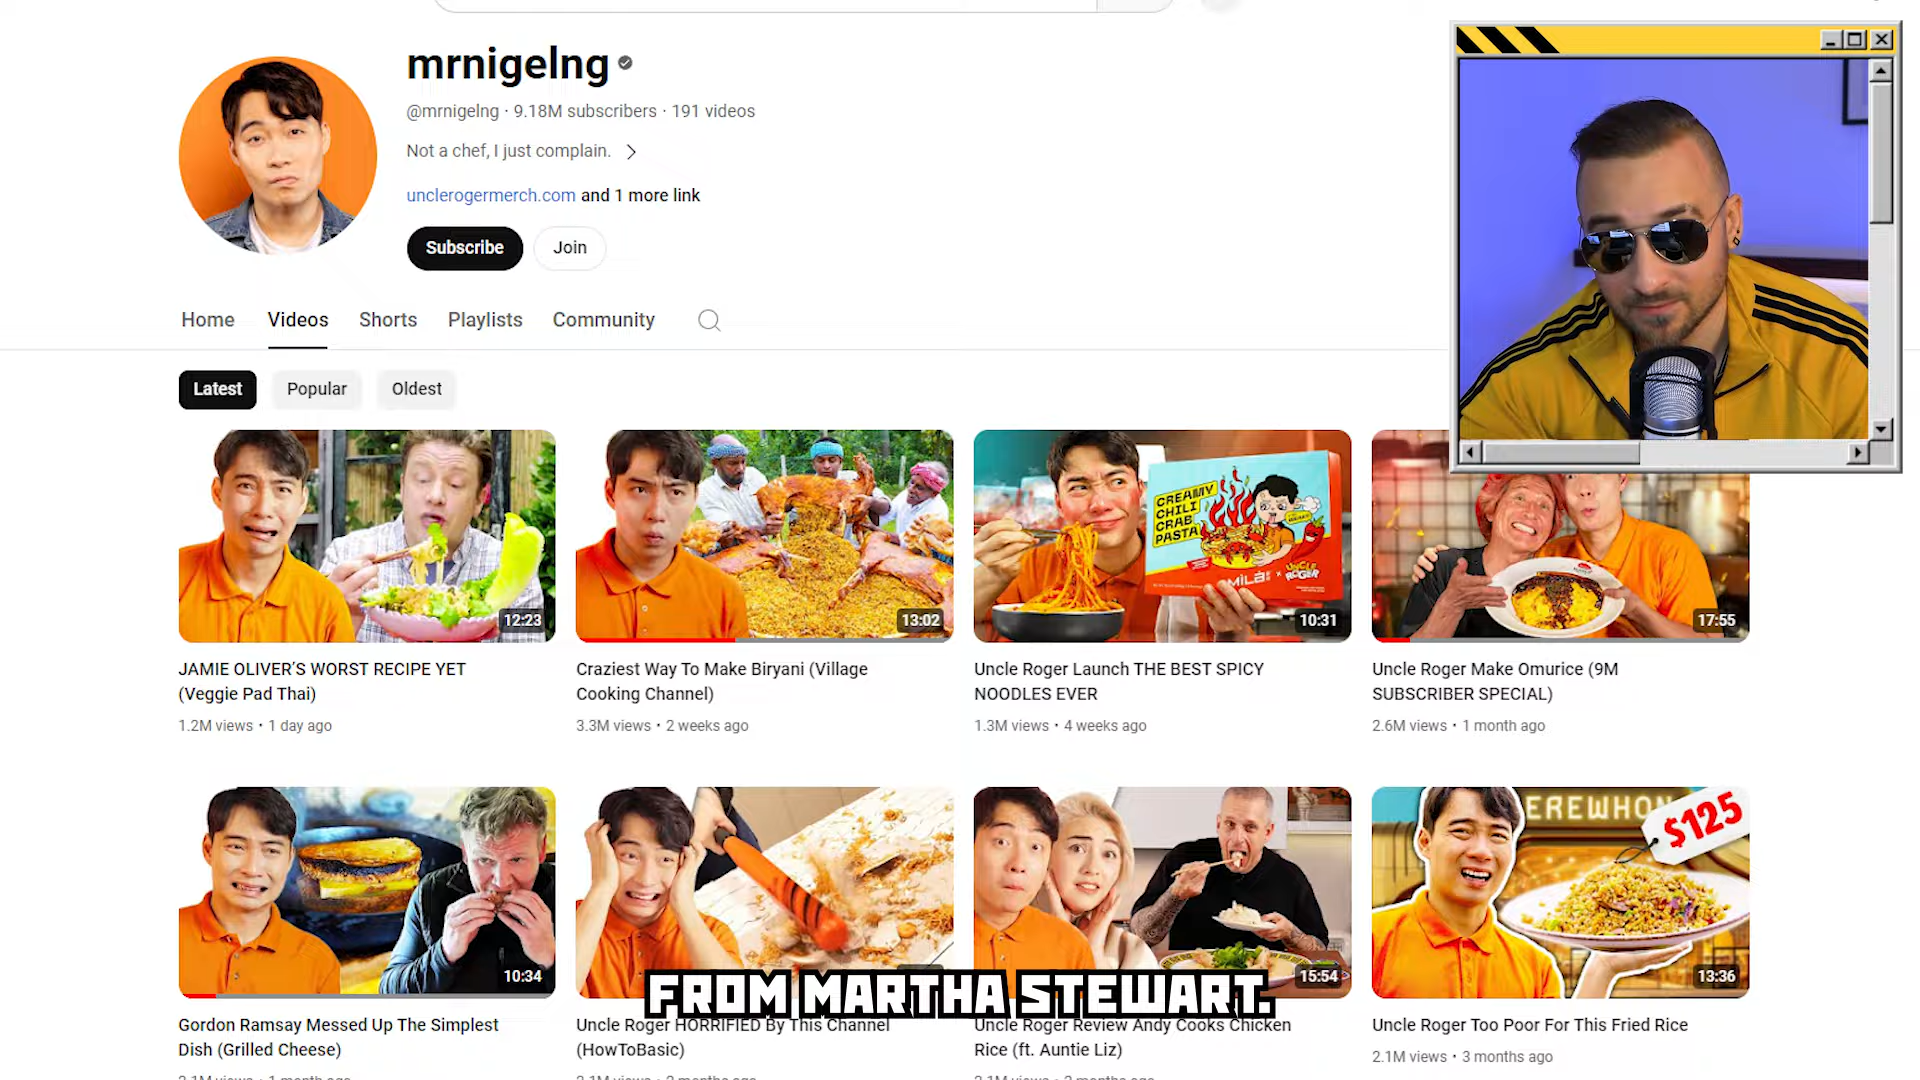 mrnigelng
@mrnigelng · 9.18M subscribers · 191 videos
Not a chef, I just complain.
unclerogermerch.com and 1 more link
Subscribe
Join
Home
Videos
Shorts
Playlists
Community
Latest
Popular
Oldest
12:23
13:02
CREAMY
CHILI
CRAB
PASTA
MìLà x UNCLE
ROGER
10:31
17:55
JAMIE OLIVER'S WORST RECIPE YET
(Veggie Pad Thai)
1.2M views · 1 day ago
Craziest Way To Make Biryani (Village
Cooking Channel)
3.3M views · 2 weeks ago
Uncle Roger Launch THE BEST SPICY
NOODLES EVER
1.3M views · 4 weeks ago
Uncle Roger Make Omurice (9M
SUBSCRIBER SPECIAL)
2.6M views · 1 month ago
10:34
15:54
EREWHON
$125
13:36
FROM MARTHA STEWART.
Gordon Ramsay Messed Up The Simplest
Dish (Grilled Cheese)
Uncle Roger HORRIFIED By This Channel
(HowToBasic)
Uncle Roger Review Andy Cooks Chicken
Rice (ft. Auntie Liz)
Uncle Roger Too Poor For This Fried Rice
2.1M views · 3 months ago